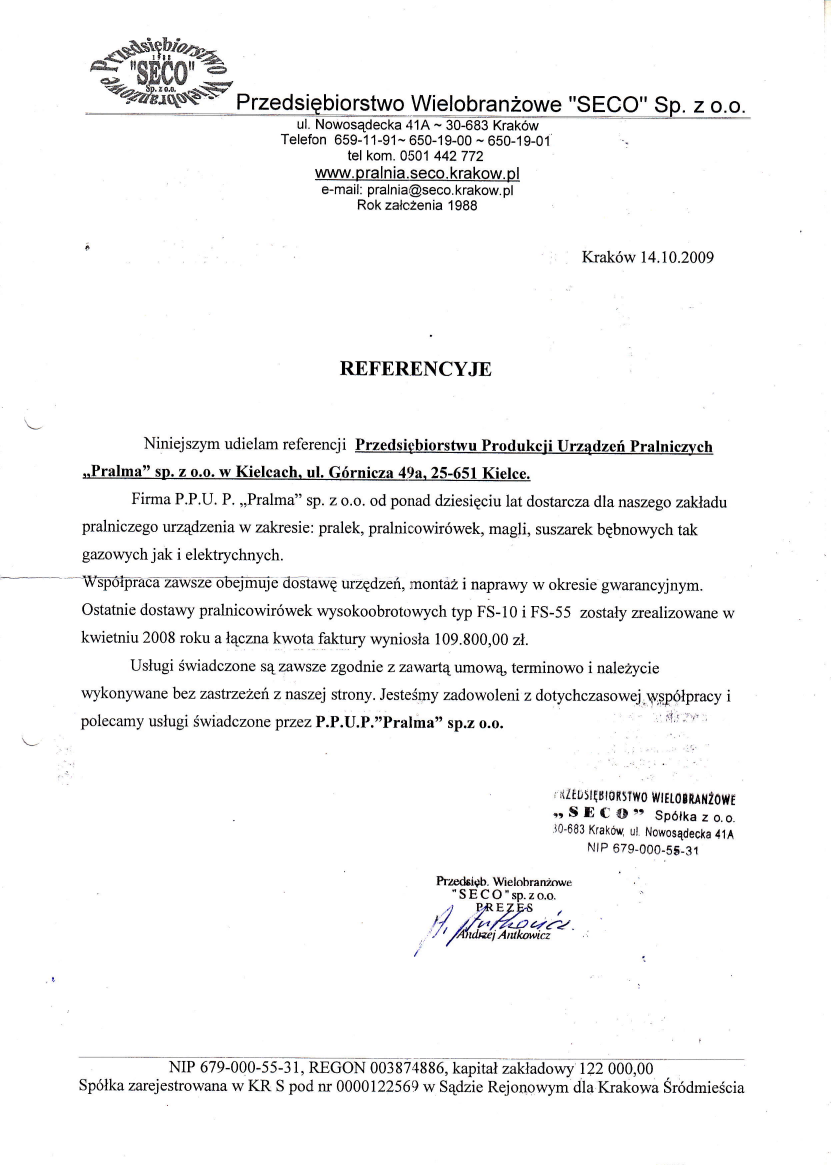 Przedsiębiorstwo
"SECO"
Sp. z o.o.
Wielobranżowe
Przedsiębiorstwo Wielobranżowe "SECO" Sp. z o.o.
ul. Nowosądecka 41A ~ 30-683 Kraków
Telefon 659-11-91~ 650-19-00 ~ 650-19-01
tel kom. 0501 442 772
www.pralnia.seco.krakow.pl
e-mail: pralnia@seco.krakow.pl
Rok założenia 1988
Kraków 14.10.2009
REFERENCYJE
Niniejszym udielam referencji Przedsiębiorstwu Produkcji Urządzeń Pralniczych
„Pralma” sp. z o.o. w Kielcach, ul. Górnicza 49a, 25-651 Kielce.
Firma P.P.U. P. „Pralma” sp. z o.o. od ponad dziesięciu lat dostarcza dla naszego zakładu
pralniczego urządzenia w zakresie: pralek, pralnicowirówek, magli, suszarek bębnowych tak
gazowych jak i elektrychnych.
Współpraca zawsze obejmuje dostawę urzędzeń, montaż i naprawy w okresie gwarancyjnym.
Ostatnie dostawy pralnicowirówek wysokoobrotowych typ FS-10 i FS-55 zostały zrealizowane w
kwietniu 2008 roku a łączna kwota faktury wyniosła 109.800,00 zł.
Usługi świadczone są zawsze zgodnie z zawartą umową, terminowo i należycie
wykonywane bez zastrzeżeń z naszej strony. Jesteśmy zadowoleni z dotychczasowej współpracy i
polecamy usługi świadczone przez P.P.U.P.”Pralma” sp.z o.o.
PRZEDSIĘBIORSTWO WIELOBRANŻOWE
„SECO” Spółka z o.o.
30-683 Kraków, ul. Nowosądecka 41A
NIP 679-000-55-31
Przedsięb. Wielobranżowe
"SECO" sp. z o.o.
PREZES
A. Antkowicz
Andrzej Antkowicz
NIP 679-000-55-31, REGON 003874886, kapitał zakładowy 122 000,00
Spółka zarejestrowana w KR S pod nr 0000122569 w Sądzie Rejonowym dla Krakowa Śródmieścia